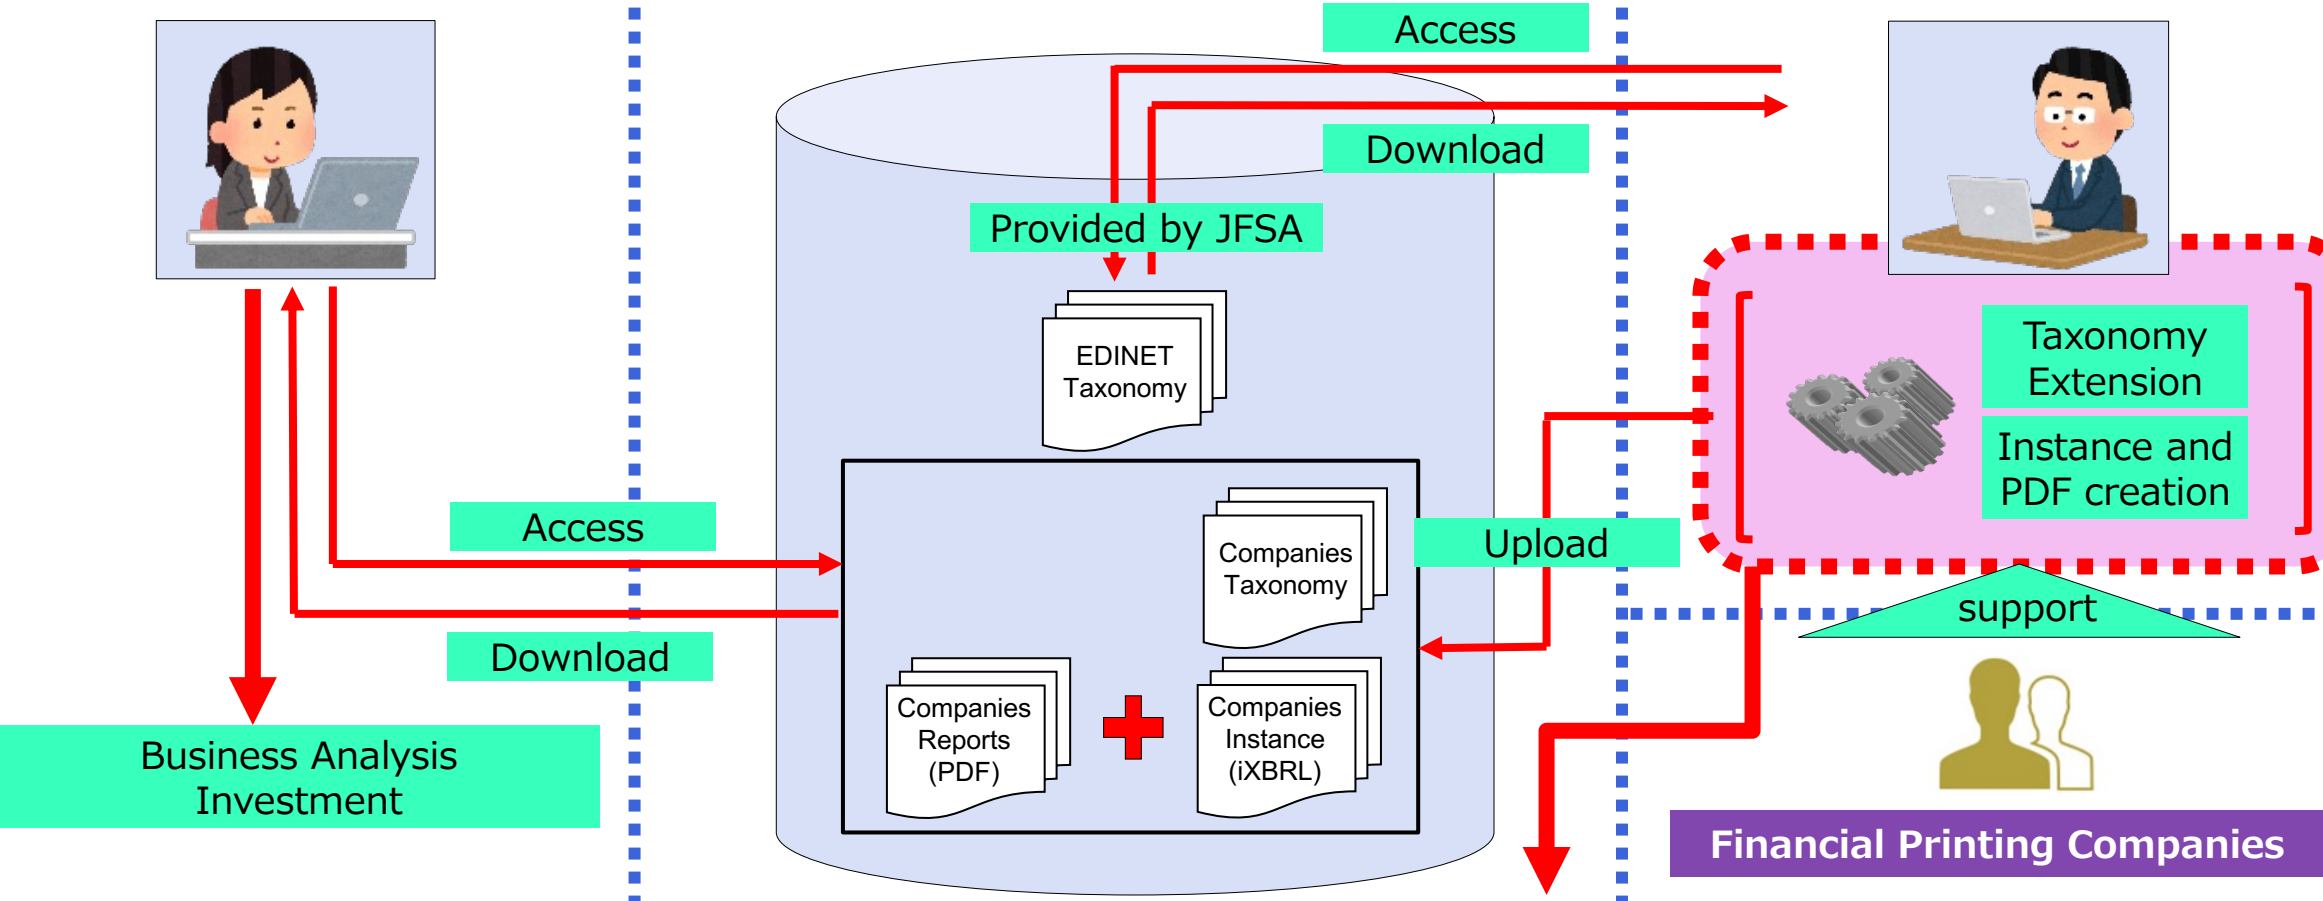 Access
Download
Provided by JFSA
EDINET
Taxonomy
Taxonomy
Extension
Instance and
PDF creation
Access
Download
Upload
Companies
Taxonomy
support
Companies
Reports
(PDF)
Companies
Instance
(iXBRL)
Business Analysis
Investment
Financial Printing Companies